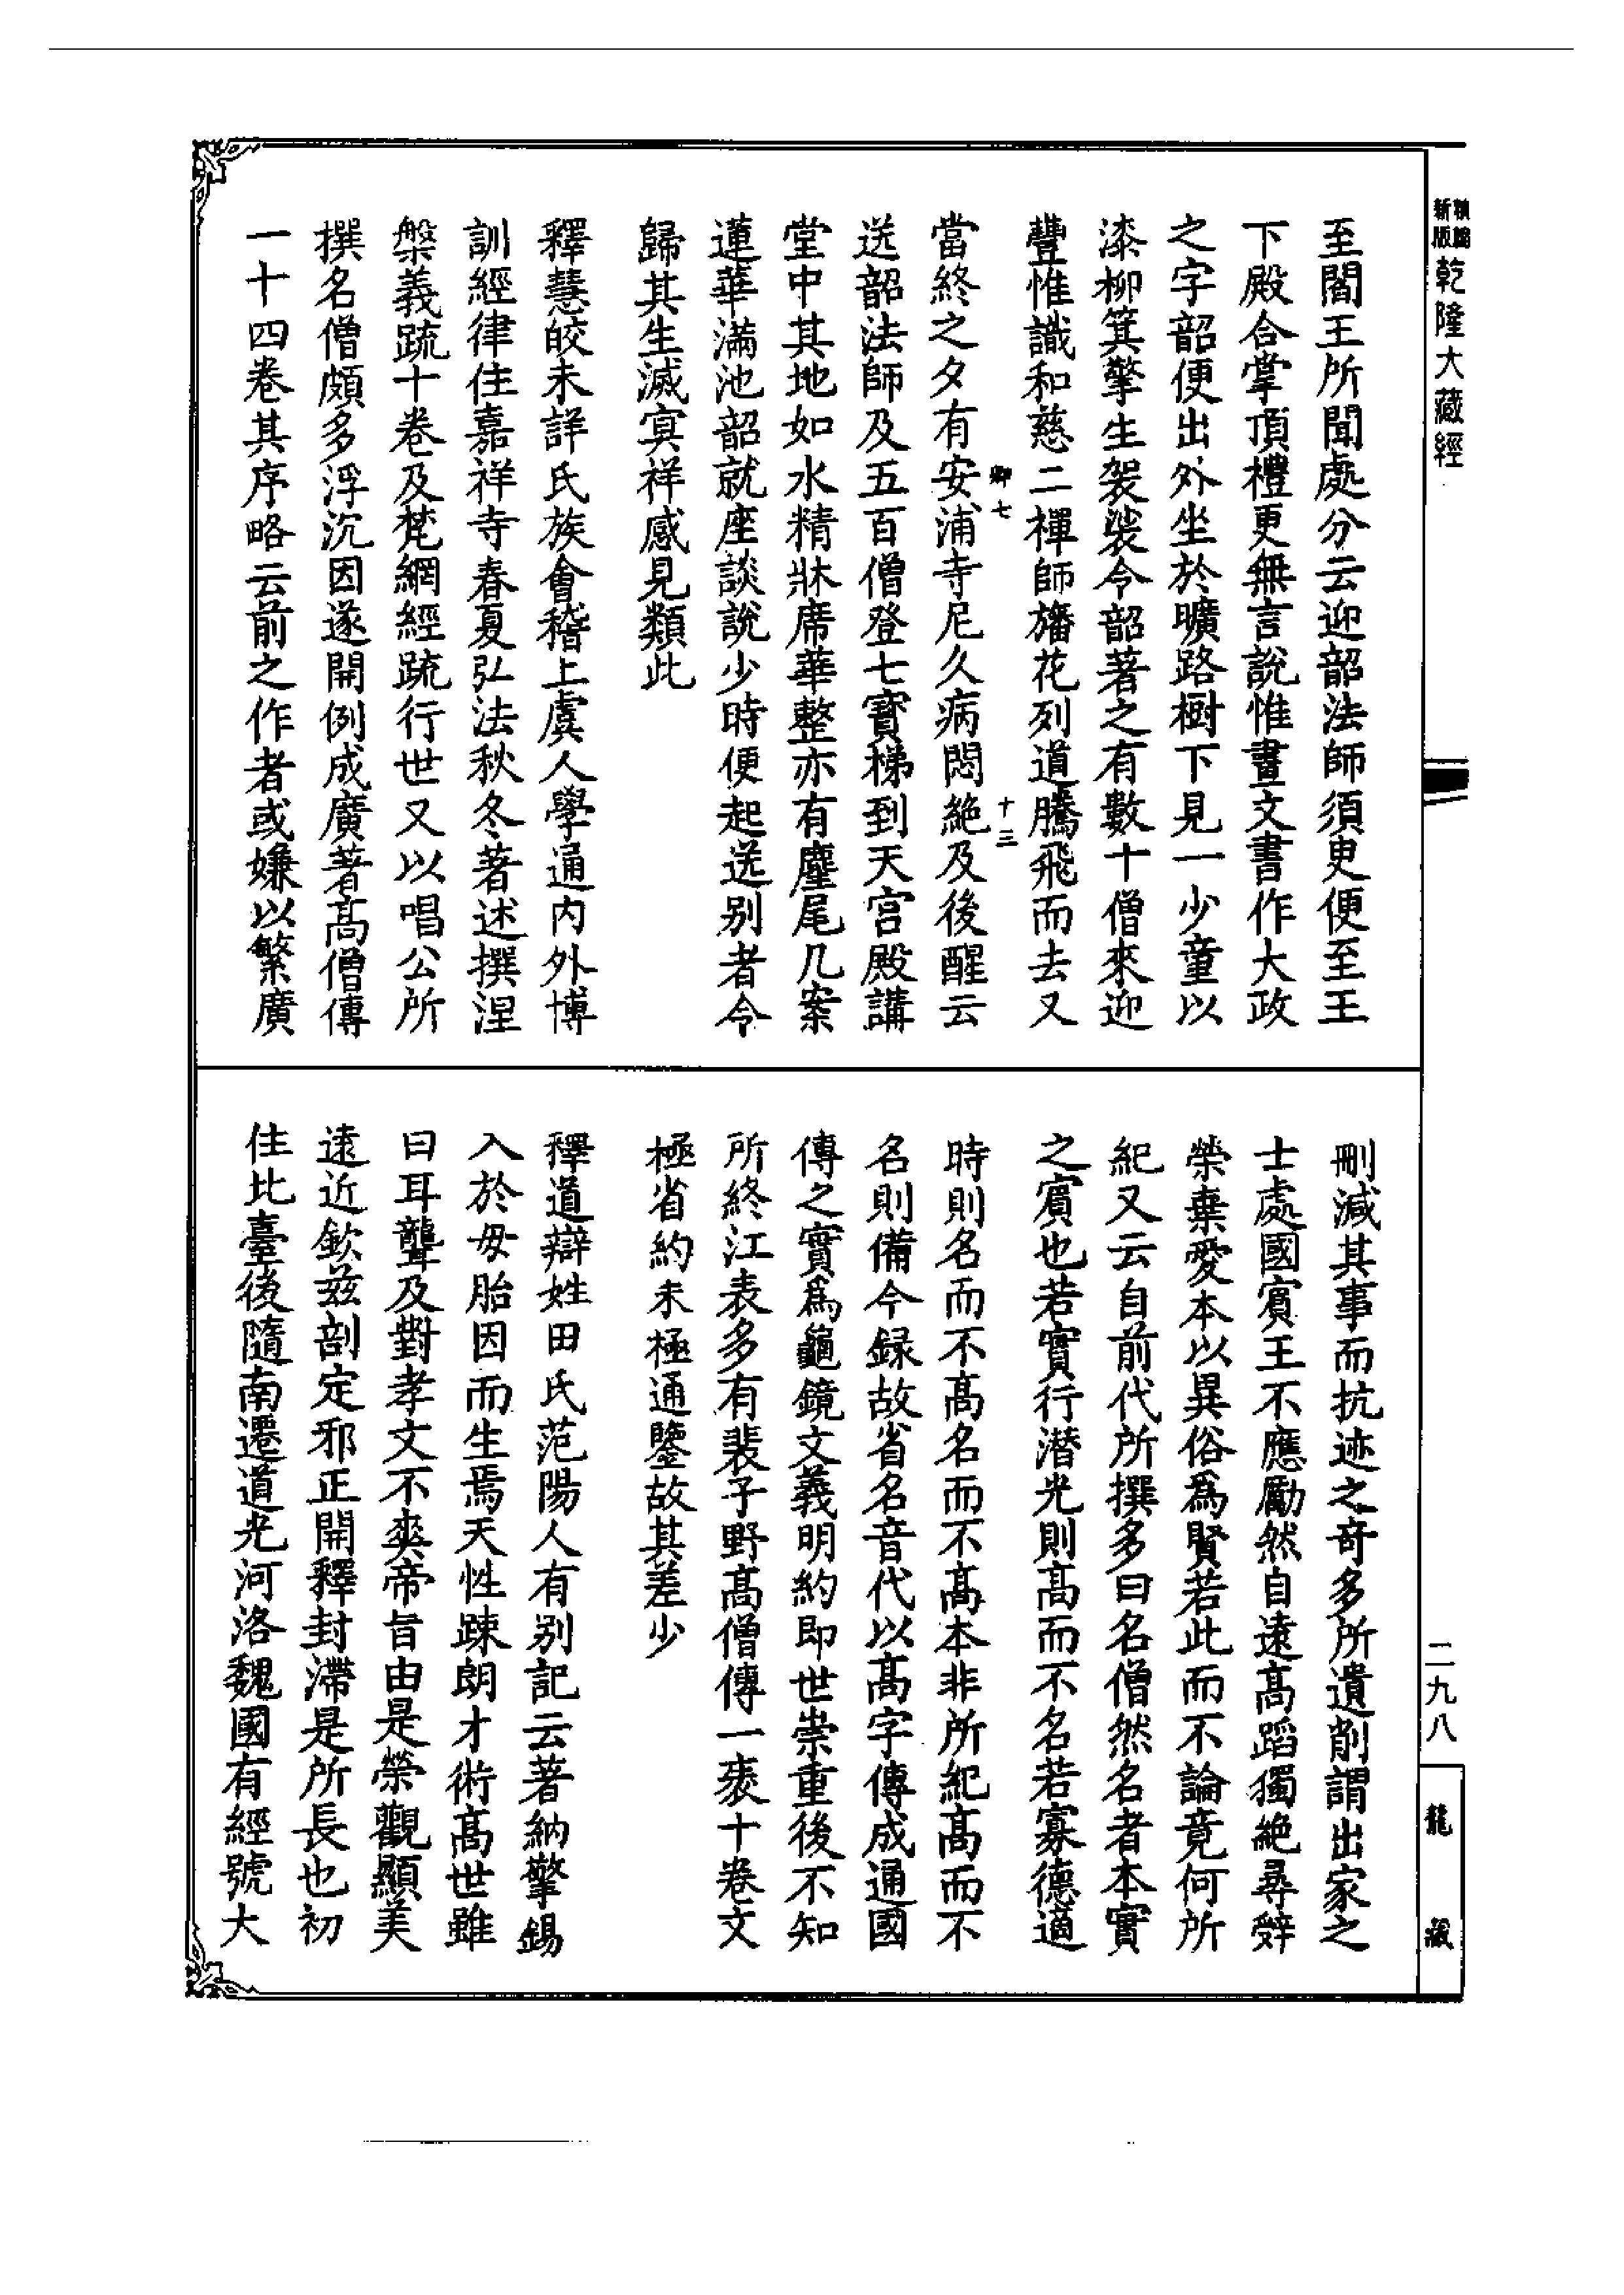 精編
新版
乾隆大藏經
至閻王所聞處分云迎韶法師須臾便至王
下殿合掌頂禮更無言說惟書文書作大政
之字韶便出外坐於曠路樹下見一少童以
漆柳箕擎生袈裟令韶著之有數十僧來迎
豐惟識和慈二禪師旛花列道騰飛而去又
卿七
十三
當終之夕有安浦寺尼久病悶絕及後醒云
送韶法師及五百僧登七寶梯到天宮殿講
堂中其地如水精牀席華整亦有麈尾几案
蓮華滿池韶就座談說少時便起送別者令
歸其生滅冥祥感見類此
釋慧皎未詳氏族會稽上虞人學通內外博
訓經律住嘉祥寺春夏弘法秋冬著述撰涅
槃義疏十卷及梵網經疏行世又以唱公所
撰名僧頗多浮沉因遂開例成廣著高僧傳
一十四卷其序略云前之作者或嫌以繁廣
刪減其事而抗迹之奇多所遺削謂出家之
士處國賓王不應勵然自遠高蹈獨絕尋辤
榮棄愛本以異俗為賢若此而不論竟何所
紀又云自前代所撰多曰名僧然名者本實
之賓也若實行潛光則高而不名若寡德適
時則名而不高名而不高本非所紀高而不
名則備今録故省名音代以高字傳成通國
傳之實為龜鏡文義明約即世崇重後不知
所終江表多有裴子野高僧傳一袠十卷文
極省約未極通鑒故其差少
釋道辯姓田氏范陽人有別記云著納擎錫
入於母胎因而生焉天性踈朗才術高世雖
曰耳聾及對孝文不爽帝旨由是榮觀顯美
遠近欽茲剖定邪正開釋封滯是所長也初
住比臺後隨南遷道光河洛魏國有經號大
二九八
龍藏